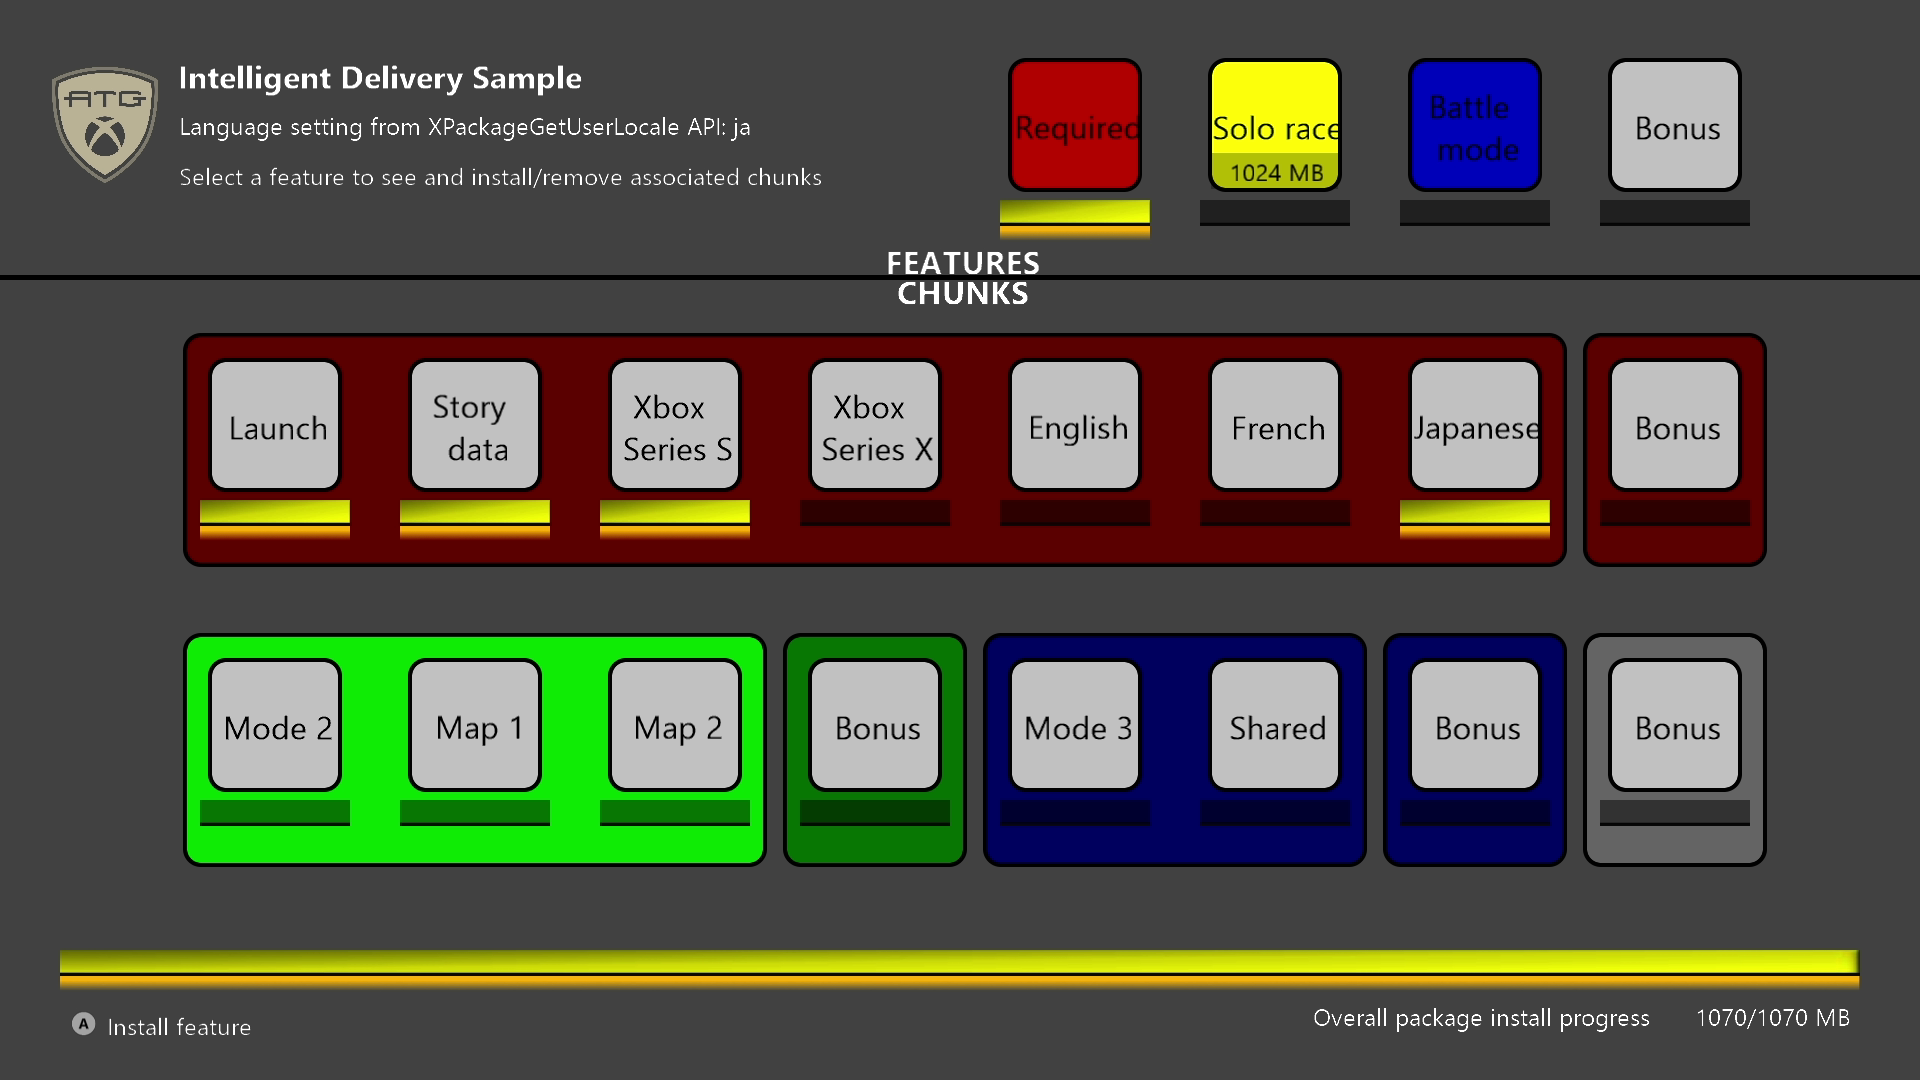 ATG
Intelligent Delivery Sample
Language setting from XPackageGetUserLocale API: ja
Select a feature to see and install/remove associated chunks
Required
Solo race
1024 MB
Battle
mode
Bonus
FEATURES
CHUNKS
Launch
Story
data
Xbox
Series S
Xbox
Series X
English
French
Japanese
Bonus
Mode 2
Map 1
Map 2
Bonus
Mode 3
Shared
Bonus
Bonus
A Install feature
Overall package install progress 1070/1070 MB